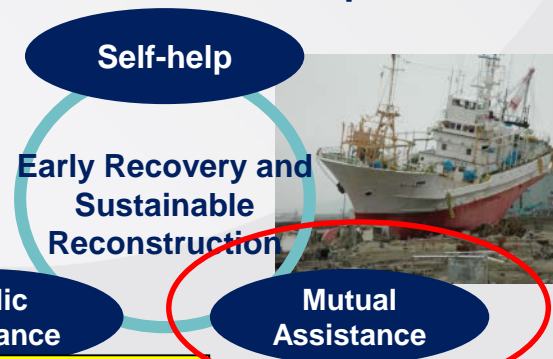 Self-help
Early Recovery and
Sustainable
Reconstruction
lic
ance
Mutual
Assistance